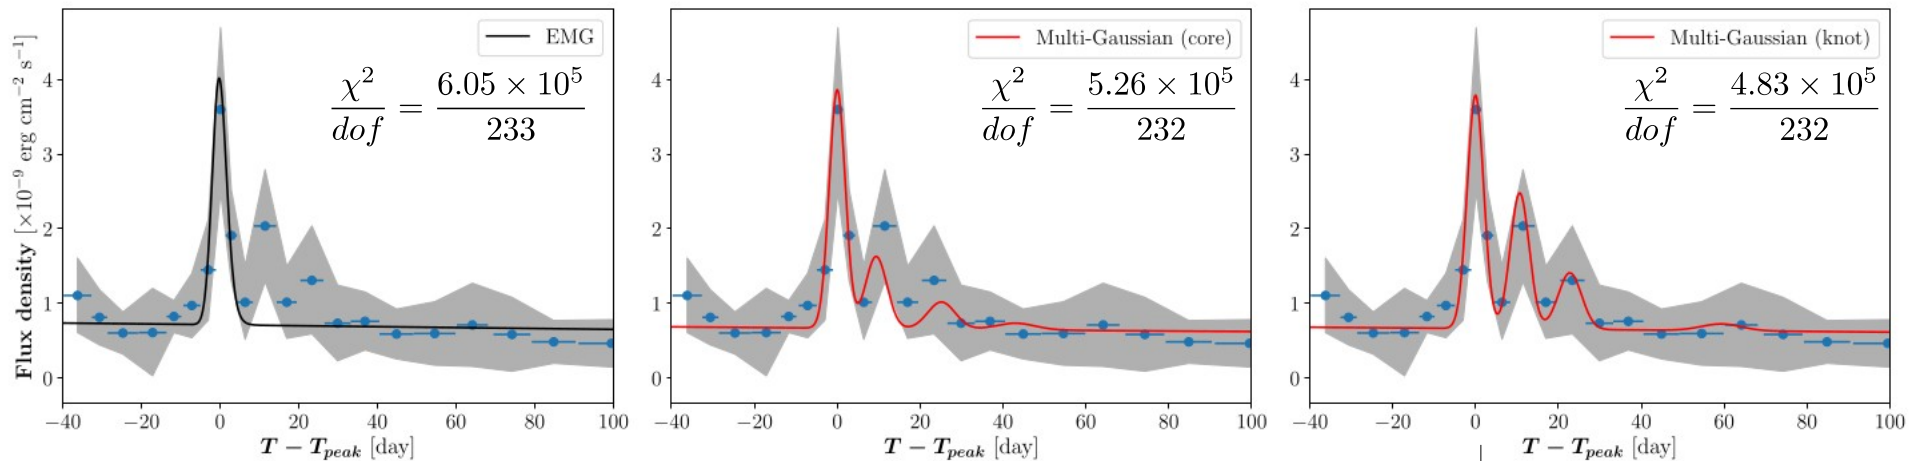 Flux density [×10⁻⁹ erg cm⁻² s⁻¹]
4
3
2
1
0
EMG
χ²/dof = 6.05 × 10⁵/233
−40 −20 0 20 40 60 80 100
T − T_peak [day]
4
3
2
1
0
Multi-Gaussian (core)
χ²/dof = 5.26 × 10⁵/232
−40 −20 0 20 40 60 80 100
T − T_peak [day]
4
3
2
1
0
Multi-Gaussian (knot)
χ²/dof = 4.83 × 10⁵/232
−40 −20 0 20 40 60 80 100
T − T_peak [day]